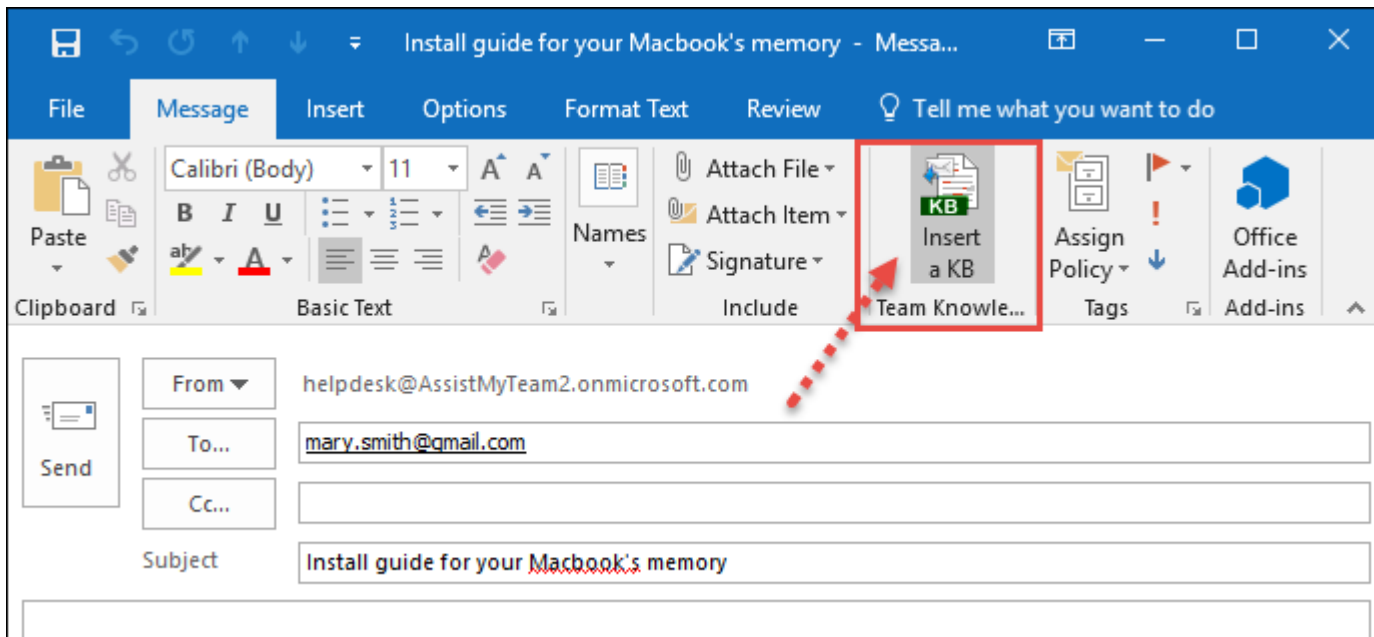 Install guide for your Macbook's memory - Messa...
File Message Insert Options Format Text Review Tell me what you want to do
Calibri (Body) 11 A A
B I U
Paste
aby A
A
Names
Attach File
Attach Item
Signature
KB
Insert
a KB
Assign
Policy
Office
Add-ins
Clipboard Basic Text Include Team Knowle... Tags Add-ins
From helpdesk@AssistMyTeam2.onmicrosoft.com
To... mary.smith@gmail.com
Send
Cc...
Subject Install guide for your Macbook's memory